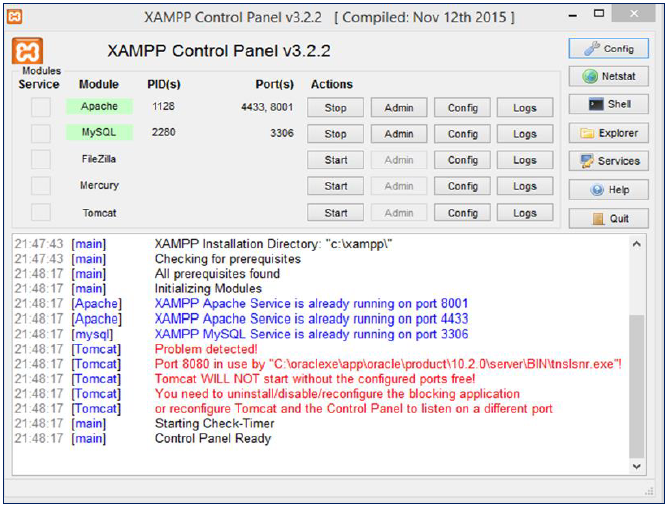 XAMPP Control Panel v3.2.2 [ Compiled: Nov 12th 2015 ]
XAMPP Control Panel v3.2.2
Config
Modules
Service Module PID(s) Port(s) Actions
Netstat
Apache 1128 4433, 8001 Stop Admin Config Logs
Shell
MySQL 2280 3306 Stop Admin Config Logs
Explorer
FileZilla Start Admin Config Logs
Services
Mercury Start Admin Config Logs
Help
Tomcat Start Admin Config Logs
Quit
21:47:43 [main] XAMPP Installation Directory: "c:\xampp\"
21:47:43 [main] Checking for prerequisites
21:48:17 [main] All prerequisites found
21:48:17 [main] Initializing Modules
21:48:17 [Apache] XAMPP Apache Service is already running on port 8001
21:48:17 [Apache] XAMPP Apache Service is already running on port 4433
21:48:17 [mysql] XAMPP MySQL Service is already running on port 3306
21:48:17 [Tomcat] Problem detected!
21:48:17 [Tomcat] Port 8080 in use by "C:\oraclexe\app\oracle\product\10.2.0\server\BIN\tnslsnr.exe"!
21:48:17 [Tomcat] Tomcat WILL NOT start without the configured ports free!
21:48:17 [Tomcat] You need to uninstall/disable/reconfigure the blocking application
21:48:17 [Tomcat] or reconfigure Tomcat and the Control Panel to listen on a different port
21:48:17 [main] Starting Check-Timer
21:48:17 [main] Control Panel Ready